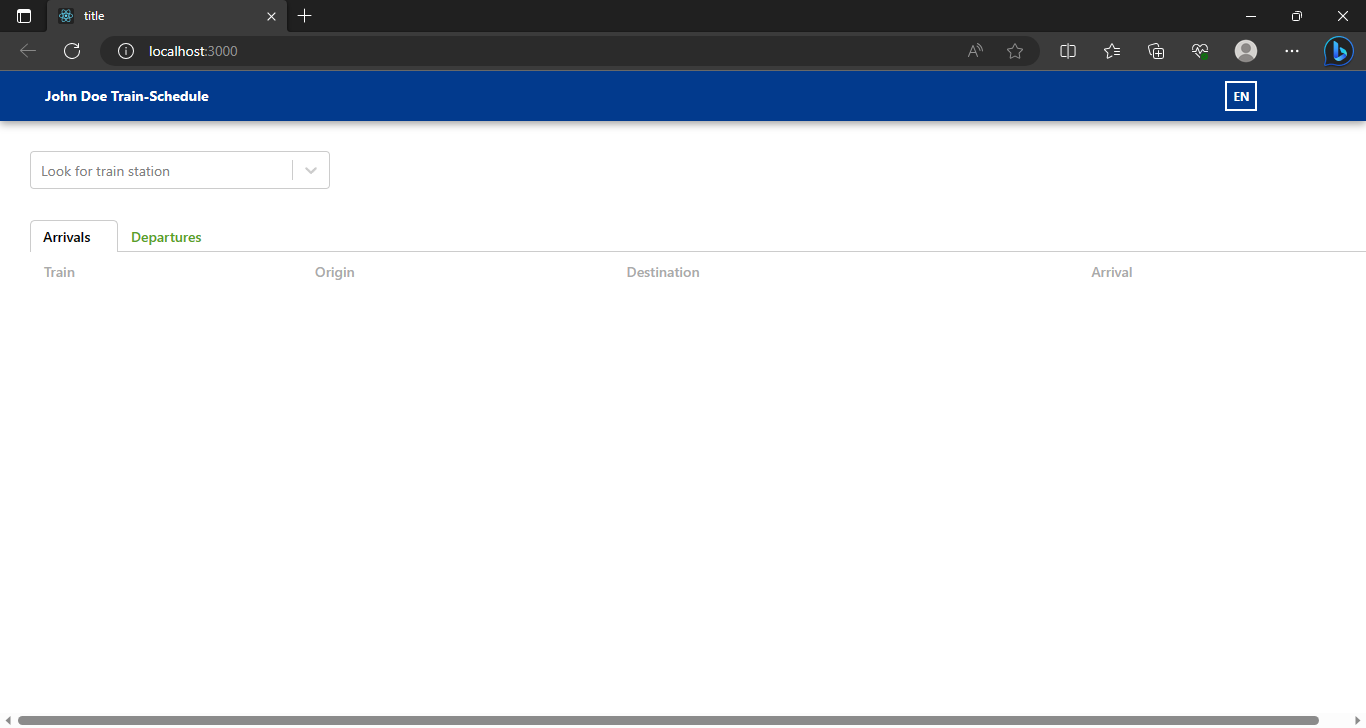 title
localhost:3000
John Doe Train-Schedule
EN
Look for train station
Arrivals
Departures
Train
Origin
Destination
Arrival